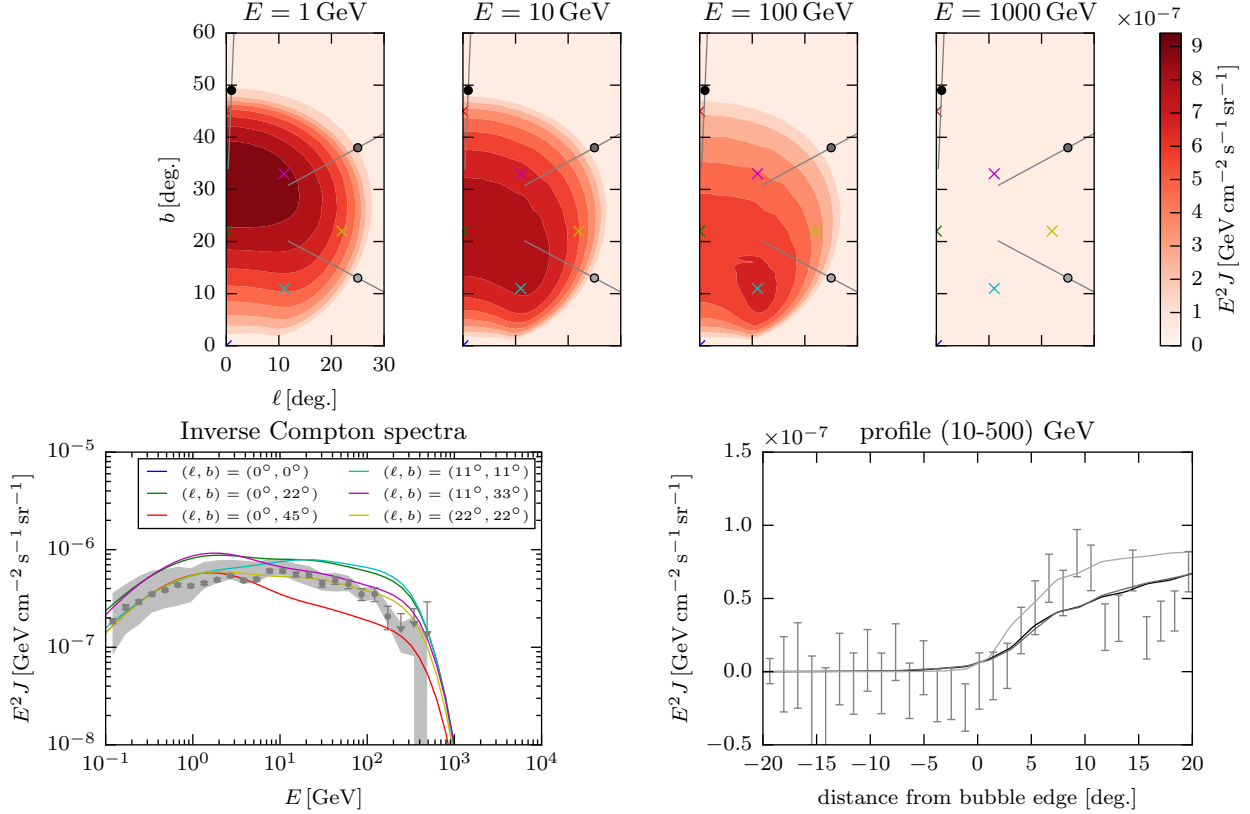 E = 1 GeV
E = 10 GeV
E = 100 GeV
E = 1000 GeV
×10⁻⁷
60
50
40
30
20
10
0
b [deg.]
0 10 20 30
ℓ [deg.]
9
8
7
6
5
4
3
2
1
0
E² J [GeV cm⁻² s⁻¹ sr⁻¹]
Inverse Compton spectra
(ℓ, b) = (0°, 0°)
(ℓ, b) = (0°, 22°)
(ℓ, b) = (0°, 45°)
(ℓ, b) = (11°, 11°)
(ℓ, b) = (11°, 33°)
(ℓ, b) = (22°, 22°)
10⁻⁵
10⁻⁶
10⁻⁷
10⁻⁸
E² J [GeV cm⁻² s⁻¹ sr⁻¹]
10⁻¹ 10⁰ 10¹ 10² 10³ 10⁴
E [GeV]
×10⁻⁷
profile (10-500) GeV
1.5
1.0
0.5
0.0
−0.5
E² J [GeV cm⁻² s⁻¹ sr⁻¹]
−20 −15 −10 −5 0 5 10 15 20
distance from bubble edge [deg.]